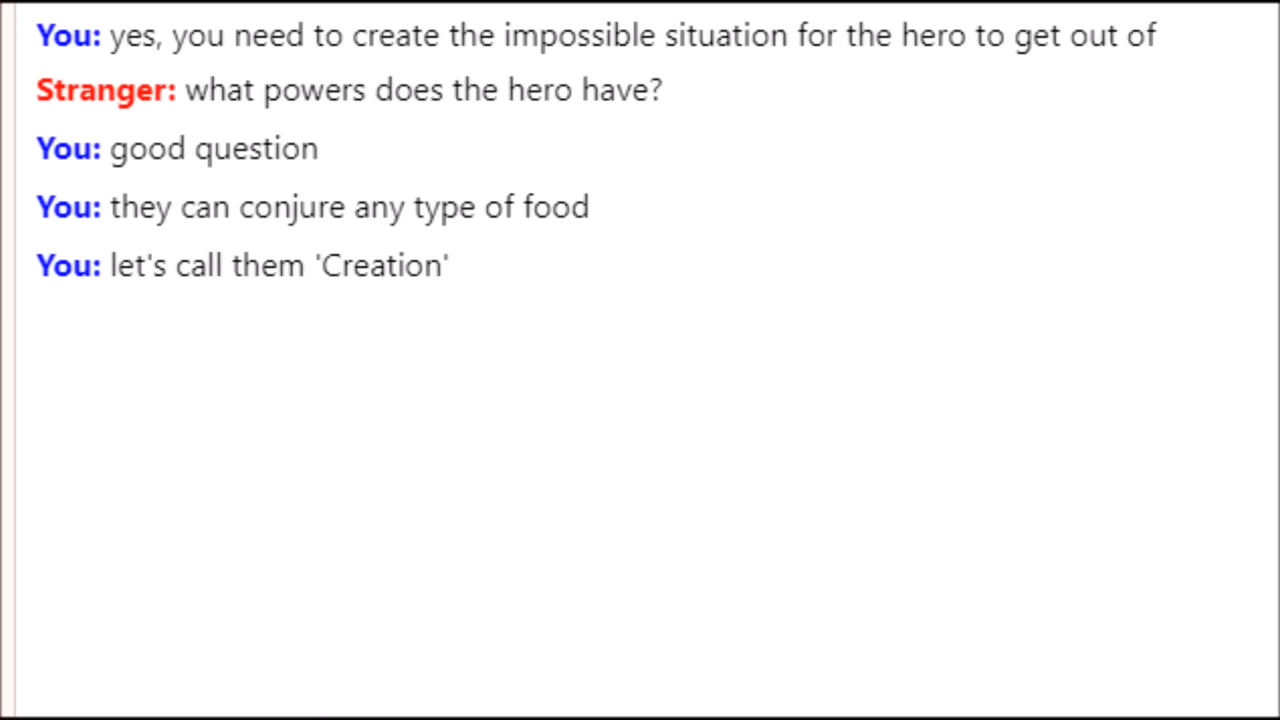 You: yes, you need to create the impossible situation for the hero to get out of
Stranger: what powers does the hero have?
You: good question
You: they can conjure any type of food
You: let's call them 'Creation'